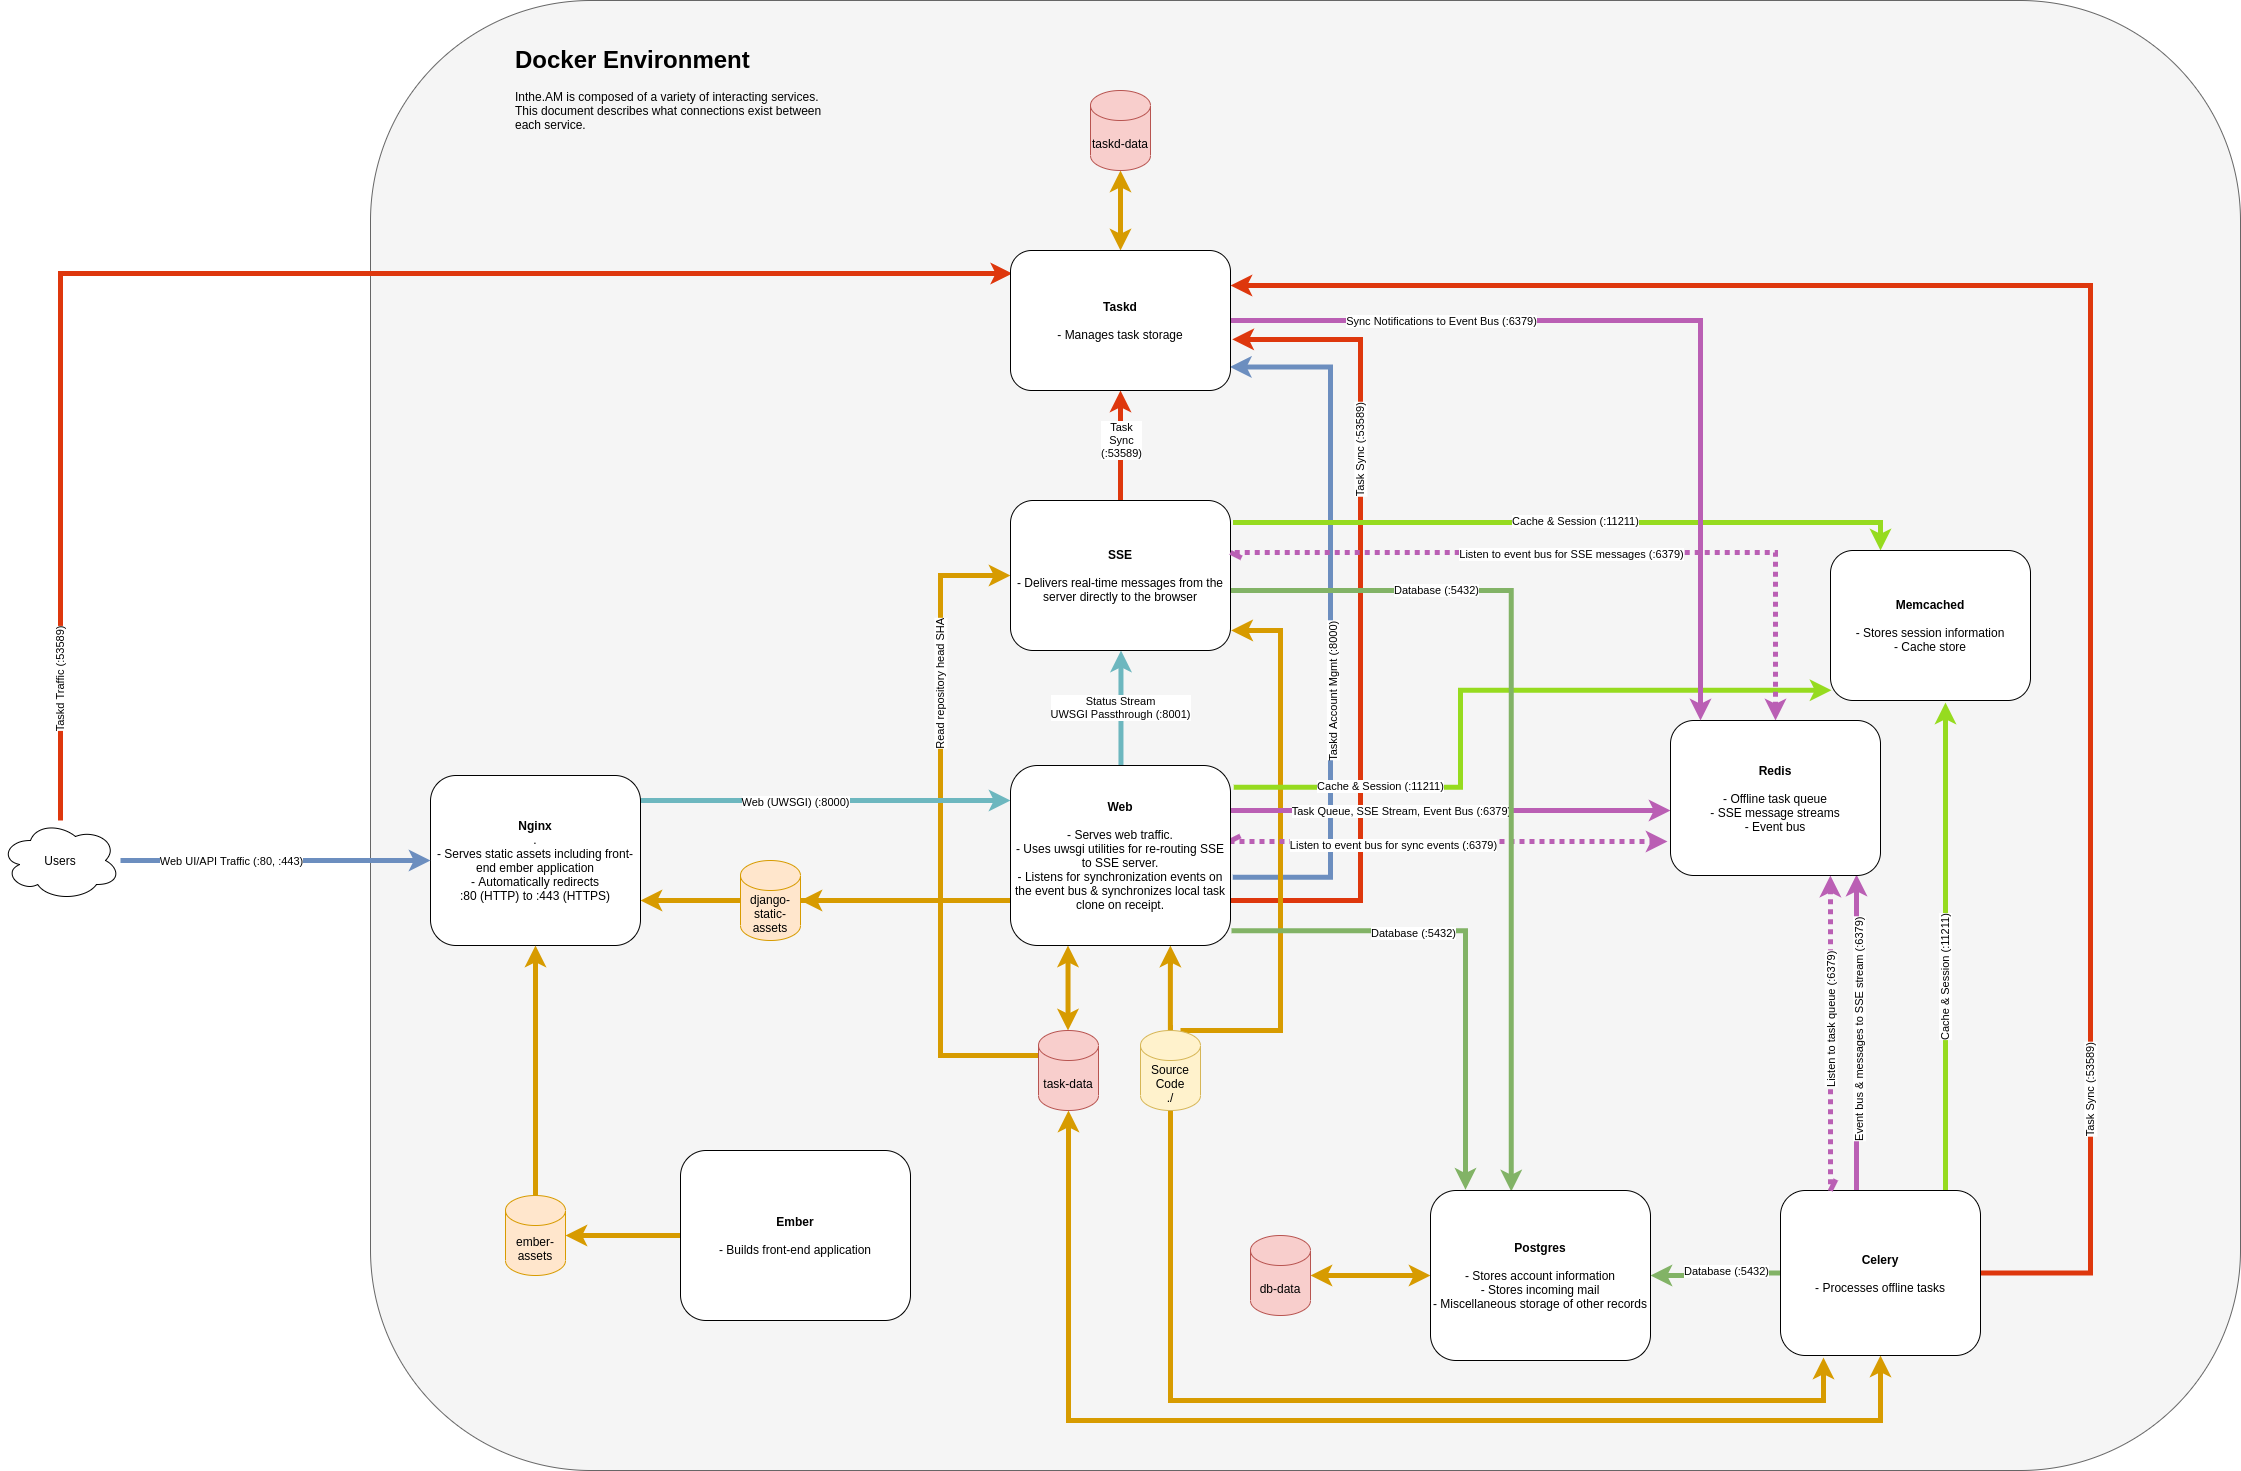 Docker Environment
Inthe.AM is composed of a variety of interacting services.
This document describes what connections exist between
each service.
taskd-data
Taskd
- Manages task storage
Sync Notifications to Event Bus (:6379)
Task
Sync
(:53589)
Task Sync (:53589)
SSE
- Delivers real-time messages from the
server directly to the browser
Cache & Session (:11211)
Listen to event bus for SSE messages (:6379)
Database (:5432)
Memcached
- Stores session information
- Cache store
Taskd Traffic (:53589)
Read repository head SHA
Status Stream
UWSGI Passthrough (:8001)
Taskd Account Mgmt (:8000)
Users
Web UI/API Traffic (:80, :443)
Nginx
.
- Serves static assets including front-
end ember application
- Automatically redirects
:80 (HTTP) to :443 (HTTPS)
Web (UWSGI) (:8000)
django-
static-
assets
Web
- Serves web traffic.
- Uses uwsgi utilities for re-routing SSE
to SSE server.
- Listens for synchronization events on
the event bus & synchronizes local task
clone on receipt.
Cache & Session (:11211)
Task Queue, SSE Stream, Event Bus (:6379)
Listen to event bus for sync events (:6379)
Database (:5432)
Redis
- Offline task queue
- SSE message streams
- Event bus
Listen to task queue (:6379)
Event bus & messages to SSE stream (:6379)
Cache & Session (:11211)
Task Sync (:53589)
task-data
Source
Code
./
ember-
assets
Ember
- Builds front-end application
db-data
Postgres
- Stores account information
- Stores incoming mail
- Miscellaneous storage of other records
Database (:5432)
Celery
- Processes offline tasks